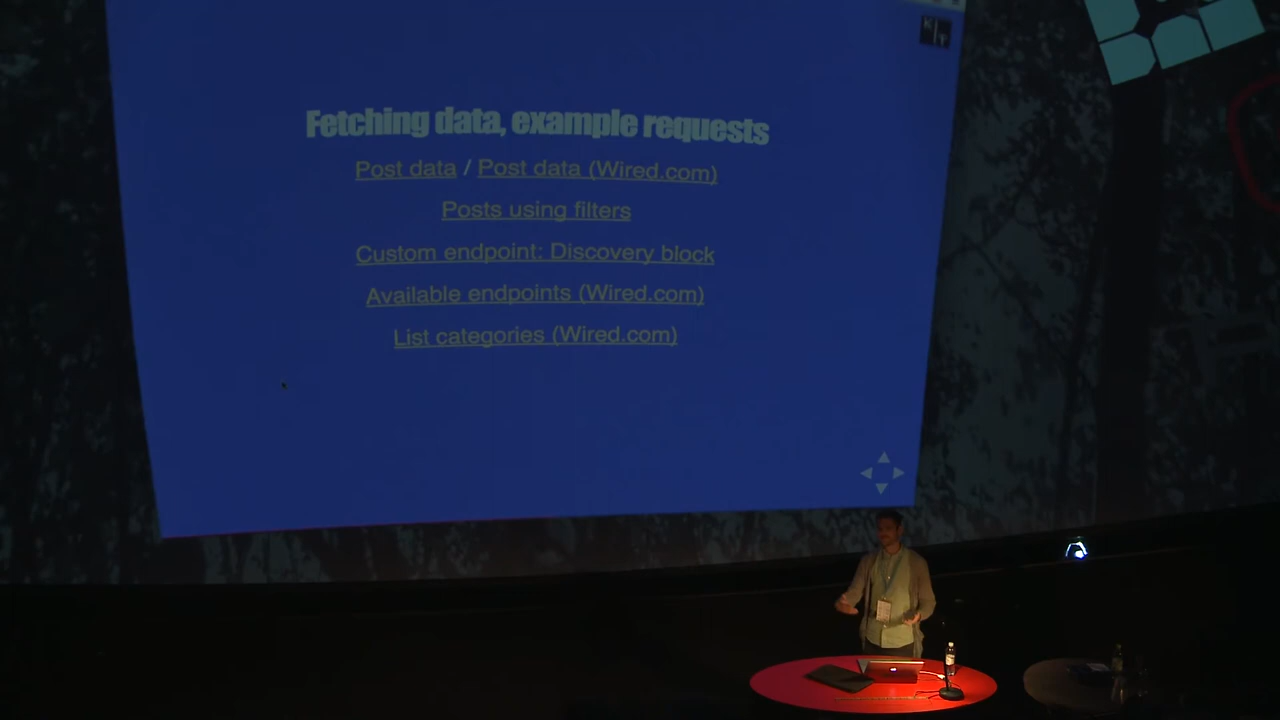 Fetching data, example requests
Post data / Post data (Wired.com)
Posts using filters
Custom endpoint: Discovery block
Available endpoints (Wired.com)
List categories (Wired.com)